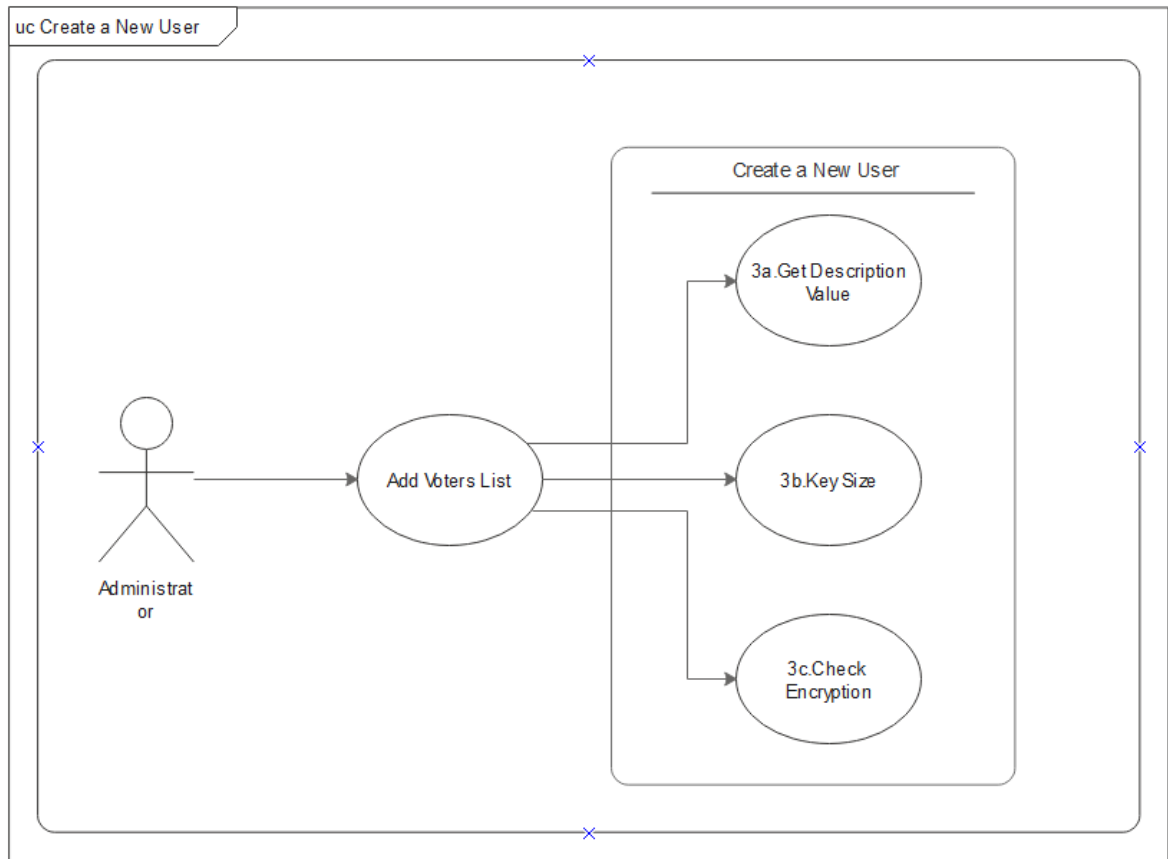 uc Create a New User
Create a New User
3a.Get Description
Value
Add Voters List
3b.Key Size
Administrat
or
3c.Check
Encryption